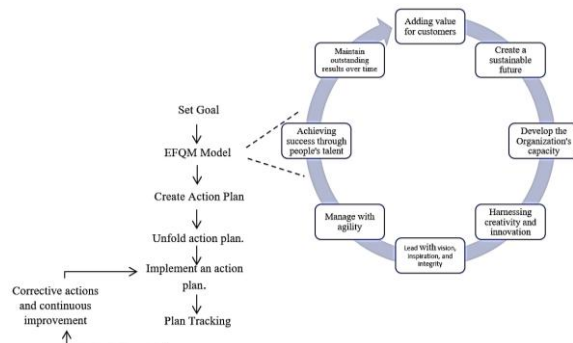 Set Goal
EFQM Model
Create Action Plan
Unfold action plan.
Implement an action
plan.
Plan Tracking
Corrective actions
and continuous
improvement
Adding value
for customers
Create a
sustainable
future
Develop the
Organization's
capacity
Harnessing
creativity and
innovation
Lead with vision,
inspiration, and
integrity
Manage with
agility
Achieving
success through
people's talent
Maintain
outstanding
results over time